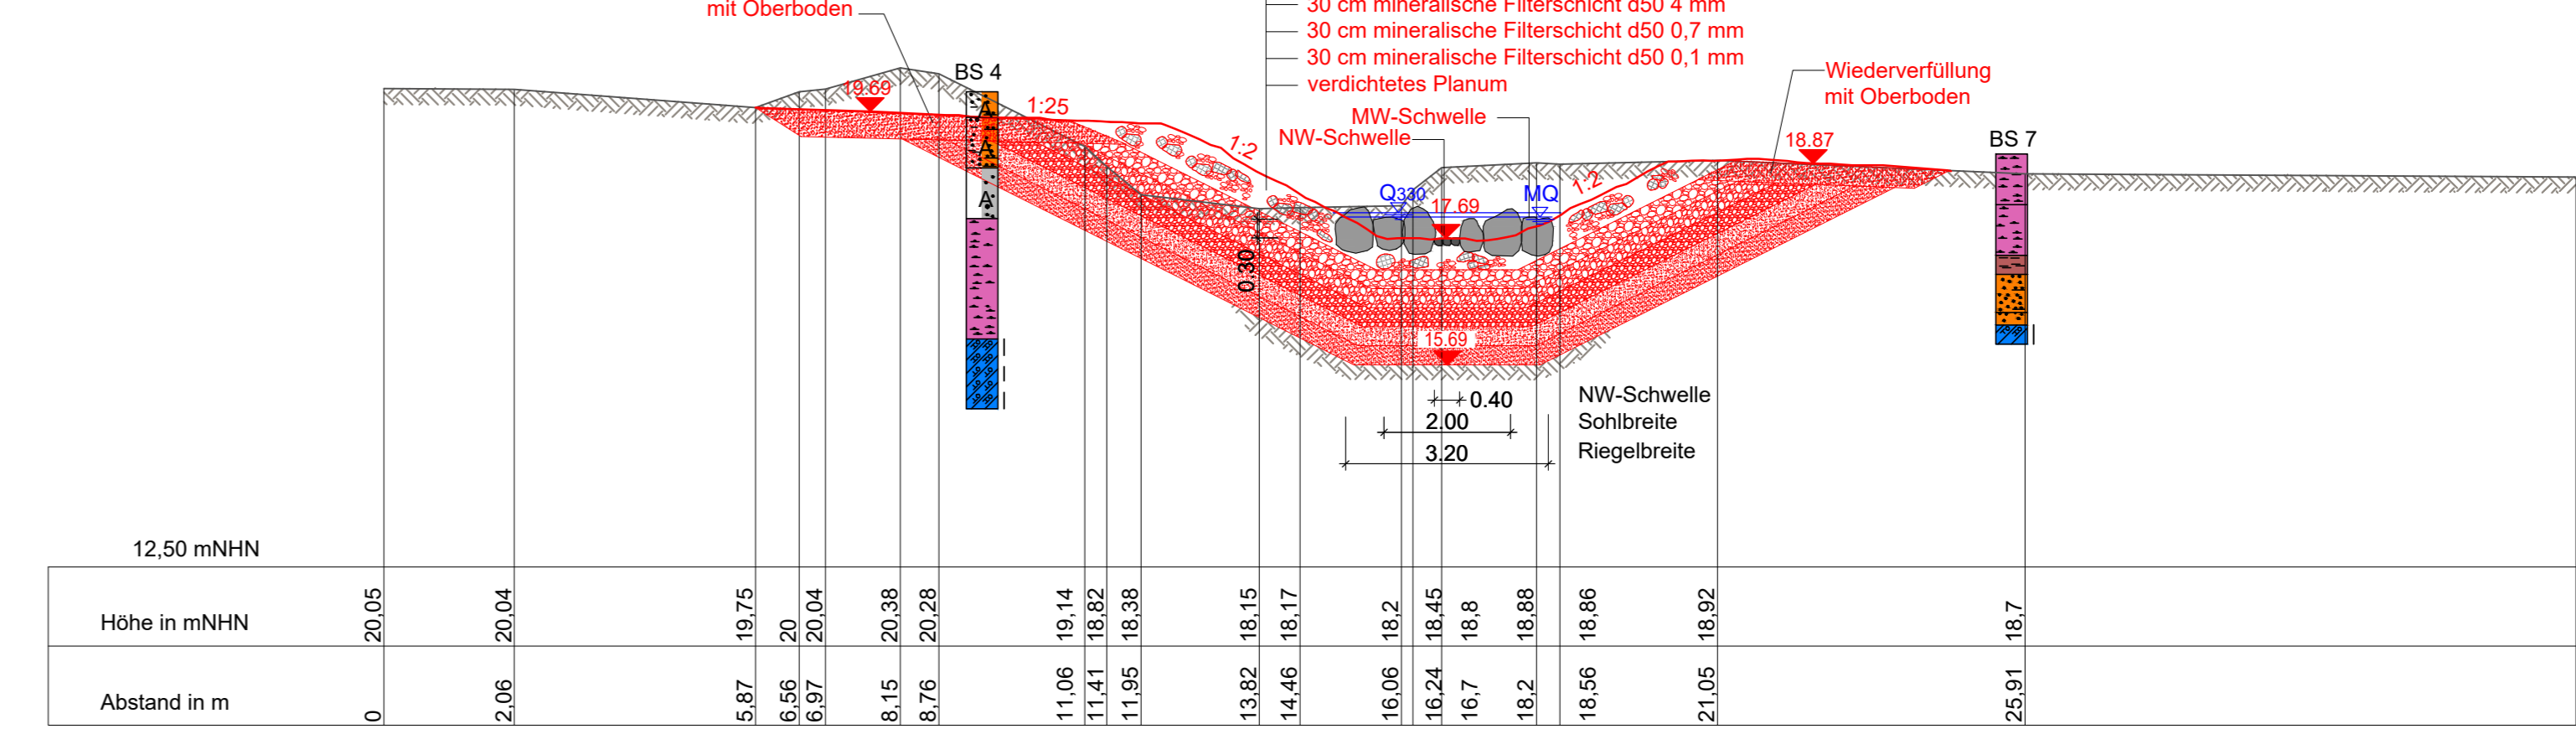 mit Oberboden
30 cm mineralische Filterschicht d50 4 mm
30 cm mineralische Filterschicht d50 0,7 mm
30 cm mineralische Filterschicht d50 0,1 mm
verdichtetes Planum
Wiederverfüllung
mit Oberboden
MW-Schwelle
NW-Schwelle
BS 4
BS 7
19.69
1:25
1:2
18.87
1:2
A
A
A
Q330
MQ
17.69
0.30
15.69
0.40
NW-Schwelle
2.00
Sohlbreite
3.20
Riegelbreite
12,50 mNHN
Höhe in mNHN 20,05 20,04 19,75 20 20,04 20,38 20,28 19,14 18,82 18,38 18,15 18,17 18,2 18,45 18,8 18,88 18,86 18,92 18,7
Abstand in m 0 2,06 5,87 6,56 6,97 8,15 8,76 11,06 11,41 11,95 13,82 14,46 16,06 16,24 16,7 18,2 18,56 21,05 25,91